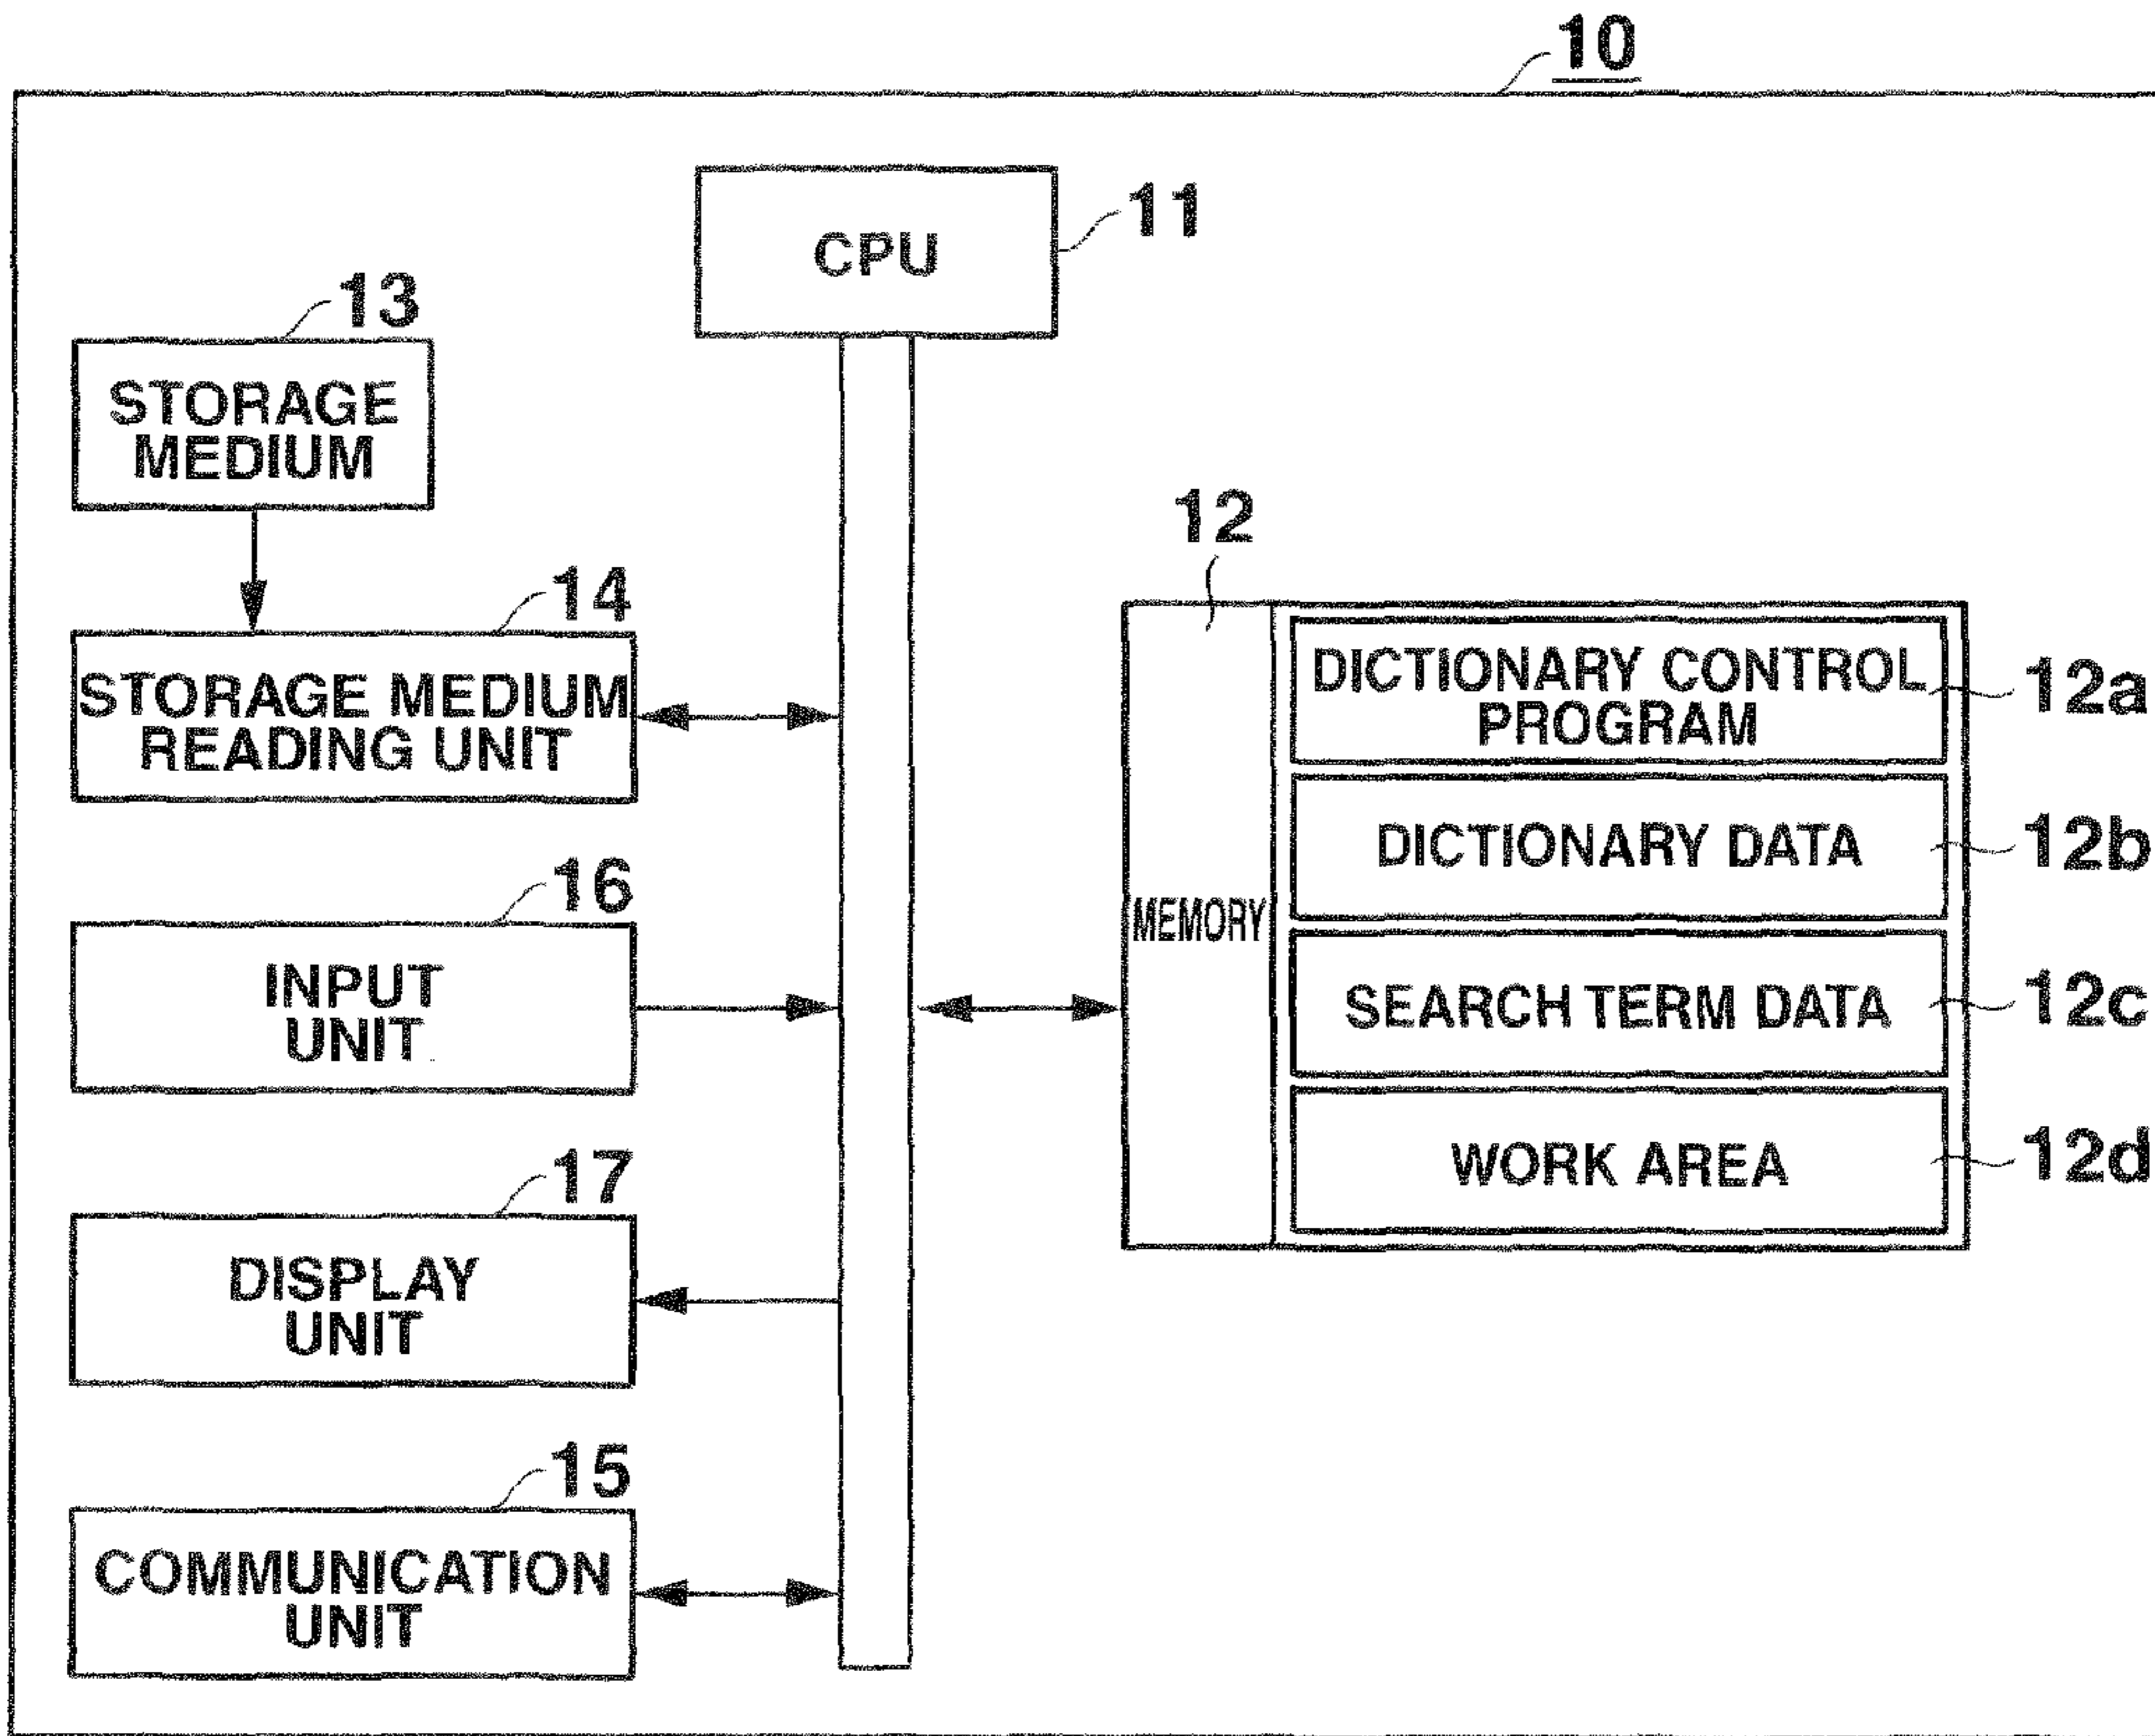 10
CPU
11
13
STORAGE
MEDIUM
14
STORAGE MEDIUM
READING UNIT
16
INPUT
UNIT
17
DISPLAY
UNIT
15
COMMUNICATION
UNIT
12
MEMORY
DICTIONARY CONTROL
PROGRAM
12a
DICTIONARY DATA
12b
SEARCH TERM DATA
12c
WORK AREA
12d